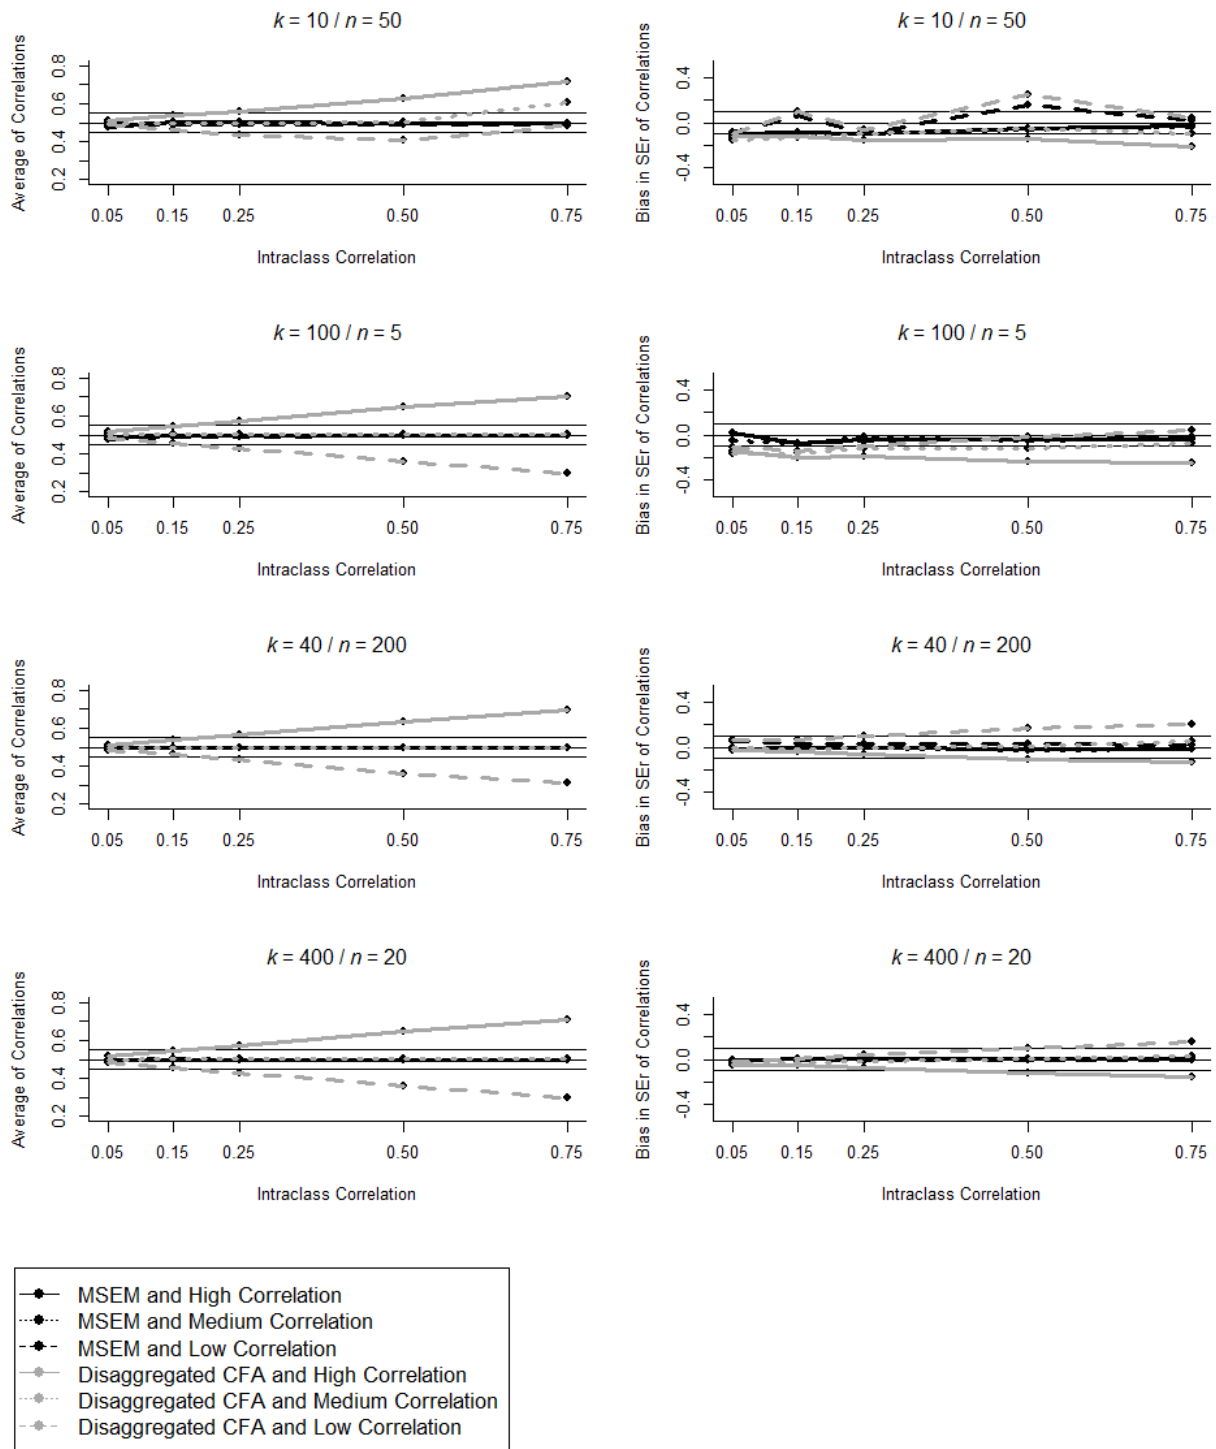 k = 10 / n = 50
Average of Correlations
0.2 0.4 0.6 0.8
0.05 0.15 0.25 0.50 0.75
Intraclass Correlation
k = 10 / n = 50
Bias in SEr of Correlations
-0.4 0.0 0.4
0.05 0.15 0.25 0.50 0.75
Intraclass Correlation
k = 100 / n = 5
Average of Correlations
0.2 0.4 0.6 0.8
0.05 0.15 0.25 0.50 0.75
Intraclass Correlation
k = 100 / n = 5
Bias in SEr of Correlations
-0.4 0.0 0.4
0.05 0.15 0.25 0.50 0.75
Intraclass Correlation
k = 40 / n = 200
Average of Correlations
0.2 0.4 0.6 0.8
0.05 0.15 0.25 0.50 0.75
Intraclass Correlation
k = 40 / n = 200
Bias in SEr of Correlations
-0.4 0.0 0.4
0.05 0.15 0.25 0.50 0.75
Intraclass Correlation
k = 400 / n = 20
Average of Correlations
0.2 0.4 0.6 0.8
0.05 0.15 0.25 0.50 0.75
Intraclass Correlation
k = 400 / n = 20
Bias in SEr of Correlations
-0.4 0.0 0.4
0.05 0.15 0.25 0.50 0.75
Intraclass Correlation
MSEM and High Correlation
MSEM and Medium Correlation
MSEM and Low Correlation
Disaggregated CFA and High Correlation
Disaggregated CFA and Medium Correlation
Disaggregated CFA and Low Correlation